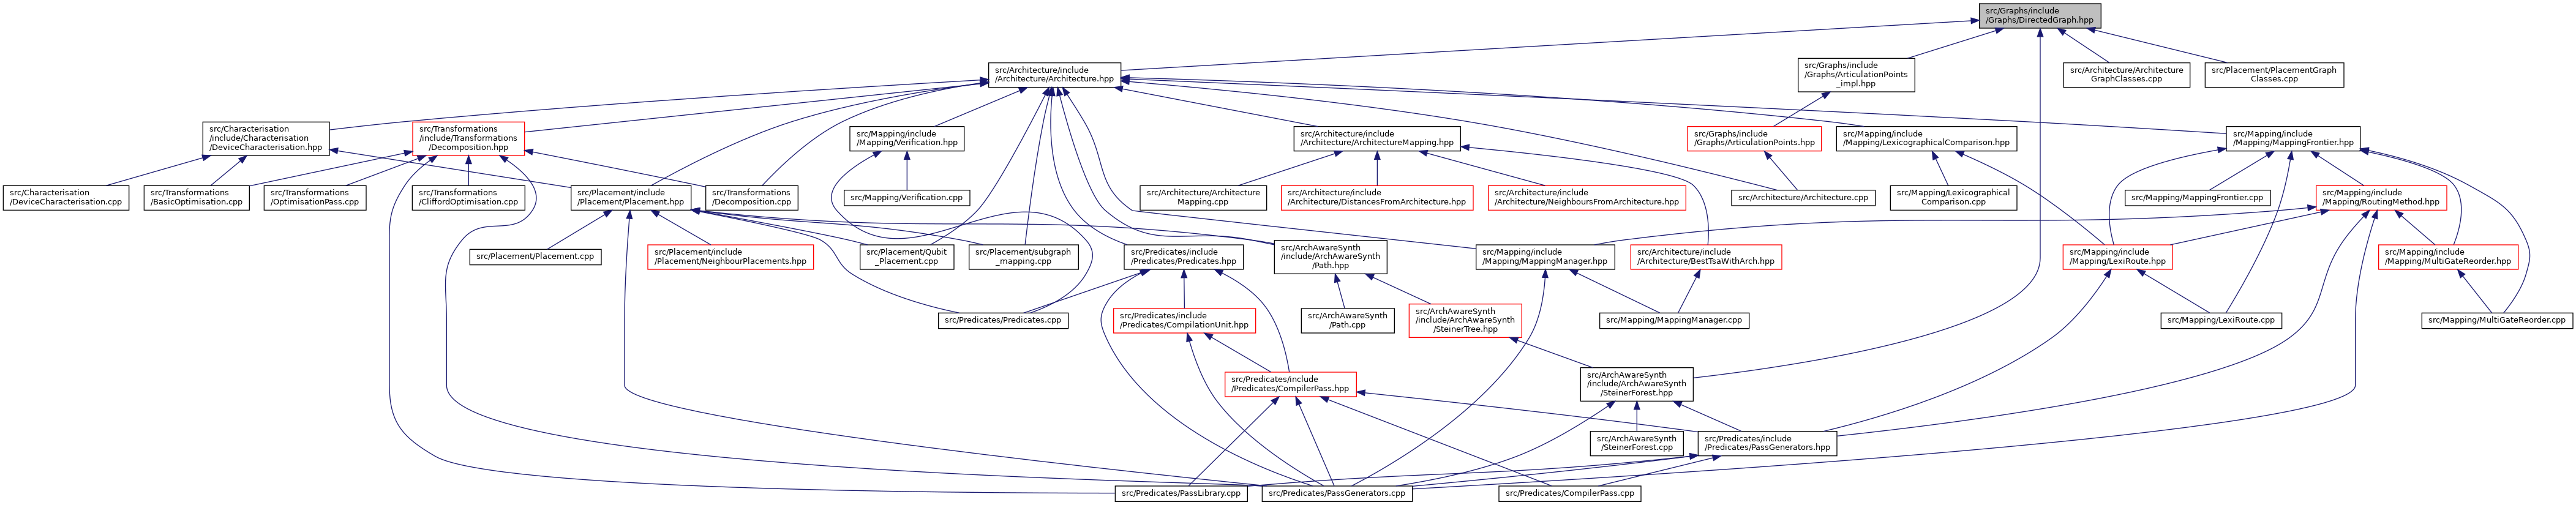 src/Graphs/include
/Graphs/DirectedGraph.hpp
src/Architecture/include
/Architecture/Architecture.hpp
src/Graphs/include
/Graphs/ArticulationPoints
_impl.hpp
src/Architecture/Architecture
GraphClasses.cpp
src/Placement/PlacementGraph
Classes.cpp
src/Characterisation
/include/Characterisation
/DeviceCharacterisation.hpp
src/Transformations
/include/Transformations
/Decomposition.hpp
src/Mapping/include
/Mapping/Verification.hpp
src/Architecture/include
/Architecture/ArchitectureMapping.hpp
src/Graphs/include
/Graphs/ArticulationPoints.hpp
src/Mapping/include
/Mapping/LexicographicalComparison.hpp
src/Mapping/include
/Mapping/MappingFrontier.hpp
src/Characterisation
/DeviceCharacterisation.cpp
src/Transformations
/BasicOptimisation.cpp
src/Transformations
/OptimisationPass.cpp
src/Transformations
/CliffordOptimisation.cpp
src/Placement/include
/Placement/Placement.hpp
src/Transformations
/Decomposition.cpp
src/Mapping/Verification.cpp
src/Architecture/Architecture
Mapping.cpp
src/Architecture/include
/Architecture/DistancesFromArchitecture.hpp
src/Architecture/include
/Architecture/NeighboursFromArchitecture.hpp
src/Architecture/Architecture.cpp
src/Mapping/Lexicographical
Comparison.cpp
src/Mapping/MappingFrontier.cpp
src/Mapping/include
/Mapping/RoutingMethod.hpp
src/Placement/Placement.cpp
src/Placement/include
/Placement/NeighbourPlacements.hpp
src/Placement/Qubit
_Placement.cpp
src/Placement/subgraph
_mapping.cpp
src/Predicates/include
/Predicates/Predicates.hpp
src/ArchAwareSynth
/include/ArchAwareSynth
/Path.hpp
src/Mapping/include
/Mapping/MappingManager.hpp
src/Architecture/include
/Architecture/BestTsaWithArch.hpp
src/Mapping/include
/Mapping/LexiRoute.hpp
src/Mapping/include
/Mapping/MultiGateReorder.hpp
src/Predicates/Predicates.cpp
src/Predicates/include
/Predicates/CompilationUnit.hpp
src/ArchAwareSynth
/Path.cpp
src/ArchAwareSynth
/include/ArchAwareSynth
/SteinerTree.hpp
src/Mapping/MappingManager.cpp
src/Mapping/LexiRoute.cpp
src/Mapping/MultiGateReorder.cpp
src/Predicates/include
/Predicates/CompilerPass.hpp
src/ArchAwareSynth
/include/ArchAwareSynth
/SteinerForest.hpp
src/ArchAwareSynth
/SteinerForest.cpp
src/Predicates/include
/Predicates/PassGenerators.hpp
src/Predicates/PassLibrary.cpp
src/Predicates/PassGenerators.cpp
src/Predicates/CompilerPass.cpp